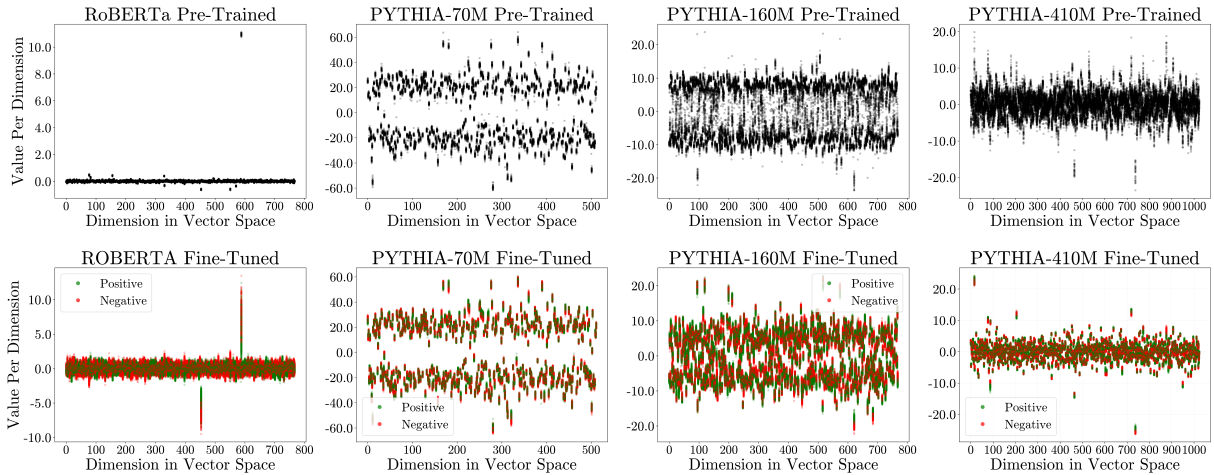 RoBERTa Pre-Trained
PYTHIA-70M Pre-Trained
PYTHIA-160M Pre-Trained
PYTHIA-410M Pre-Trained
Value Per Dimension
10.0
8.0
6.0
4.0
2.0
0.0
0 100 200 300 400 500 600 700 800
Dimension in Vector Space
60.0
40.0
20.0
0.0
-20.0
-40.0
-60.0
0 100 200 300 400 500
Dimension in Vector Space
20.0
10.0
0.0
-10.0
-20.0
0 100 200 300 400 500 600 700 800
Dimension in Vector Space
20.0
10.0
0.0
-10.0
-20.0
0 100 200 300 400 500 600 700 800 900 1000
Dimension in Vector Space
ROBERTA Fine-Tuned
PYTHIA-70M Fine-Tuned
PYTHIA-160M Fine-Tuned
PYTHIA-410M Fine-Tuned
Value Per Dimension
10.0
5.0
0.0
-5.0
-10.0
Positive
Negative
0 100 200 300 400 500 600 700 800
Dimension in Vector Space
60.0
40.0
20.0
0.0
-20.0
-40.0
-60.0
Positive
Negative
0 100 200 300 400 500
Dimension in Vector Space
20.0
10.0
0.0
-10.0
-20.0
Positive
Negative
0 100 200 300 400 500 600 700 800
Dimension in Vector Space
20.0
10.0
0.0
-10.0
-20.0
Positive
Negative
0 100 200 300 400 500 600 700 800 900 1000
Dimension in Vector Space